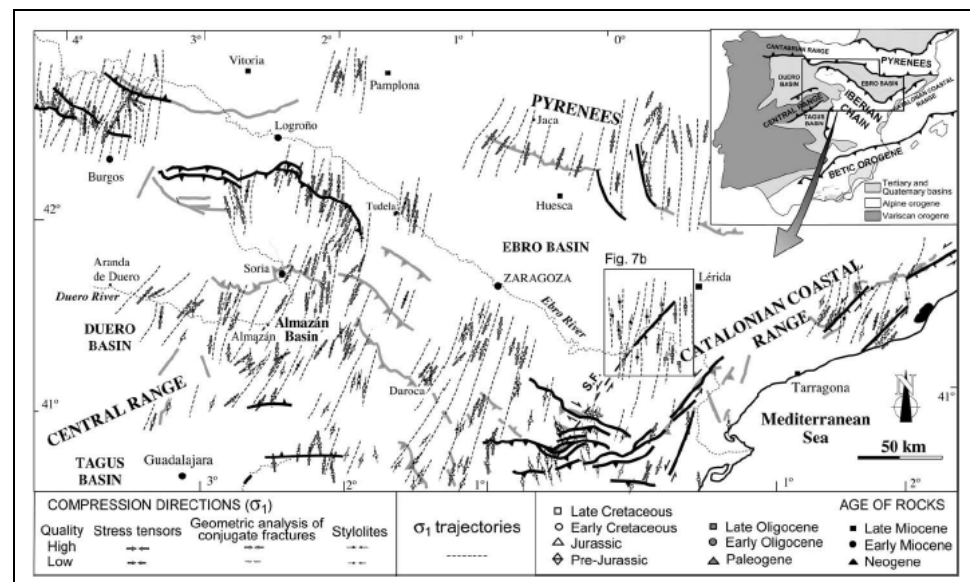 4° 3° 2° 1° 0°
Vitoria
Pamplona
PYRENEES
Jaca
Logroño
Burgos
Huesca
42°
Tudela
EBRO BASIN
Soria
ZARAGOZA
Fig. 7b
Lérida
Aranda
de Duero
Duero River
Ebro River
DUERO
BASIN
Almazán
Almazán
Basin
CATALONIAN COASTAL
RANGE
CENTRAL RANGE
Daroca
S.F.
Tarragona
N
41°
41°
Mediterranean
Sea
50 km
TAGUS
BASIN
Guadalajara
3° 2° 1° 0° 1° 2°
CANTABRIAN RANGE
PYRENEES
DUERO
BASIN
EBRO BASIN
CATALONIAN COASTAL
RANGE
IBERIAN
CHAIN
CENTRAL RANGE
TAGUS
BASIN
BETIC OROGENE
Tertiary and
Quaternary basins
Alpine orogene
Variscan orogene
COMPRESSION DIRECTIONS (σ1)
Quality Stress tensors Geometric analysis of
conjugate fractures Stylolites
High
Low
σ1 trajectories
AGE OF ROCKS
Late Cretaceous Late Oligocene Late Miocene
Early Cretaceous Early Oligocene Early Miocene
Jurassic Paleogene Neogene
Pre-Jurassic